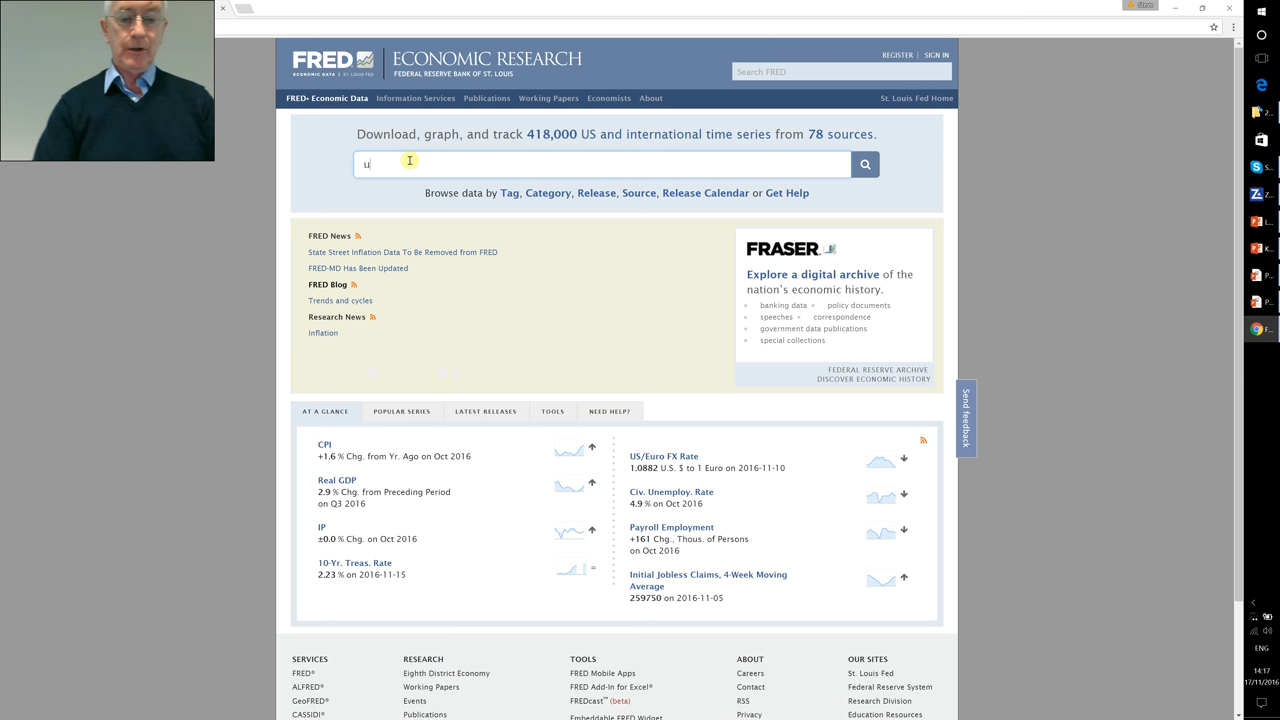 Steve
FRED
ECONOMIC DATA | ST. LOUIS FED
ECONOMIC RESEARCH
FEDERAL RESERVE BANK OF ST. LOUIS
REGISTER | SIGN IN
Search FRED
FRED® Economic Data Information Services Publications Working Papers Economists About St. Louis Fed Home
Download, graph, and track 418,000 US and international time series from 78 sources.
u
Browse data by Tag, Category, Release, Source, Release Calendar or Get Help
FRED News
State Street Inflation Data To Be Removed from FRED
FRED-MD Has Been Updated
FRED Blog
Trends and cycles
Research News
Inflation
FRASER
Explore a digital archive of the
nation's economic history.
banking data policy documents
speeches correspondence
government data publications
special collections
FEDERAL RESERVE ARCHIVE
DISCOVER ECONOMIC HISTORY
Send feedback
AT A GLANCE POPULAR SERIES LATEST RELEASES TOOLS NEED HELP?
CPI
+1.6 % Chg. from Yr. Ago on Oct 2016
Real GDP
2.9 % Chg. from Preceding Period
on Q3 2016
IP
±0.0 % Chg. on Oct 2016
10-Yr. Treas. Rate
2.23 % on 2016-11-15
US/Euro FX Rate
1.0882 U.S. $ to 1 Euro on 2016-11-10
Civ. Unemploy. Rate
4.9 % on Oct 2016
Payroll Employment
+161 Chg., Thous. of Persons
on Oct 2016
Initial Jobless Claims, 4-Week Moving
Average
259750 on 2016-11-05
SERVICES
FRED®
ALFRED®
GeoFRED®
CASSIDI®
RESEARCH
Eighth District Economy
Working Papers
Events
Publications
TOOLS
FRED Mobile Apps
FRED Add-In for Excel®
FREDcast™ (beta)
Embeddable FRED Widget
ABOUT
Careers
Contact
RSS
Privacy
OUR SITES
St. Louis Fed
Federal Reserve System
Research Division
Education Resources
2...
S...
Z...
L...
K...
P...
P...
F...
ENG
14:17
17/11/2016